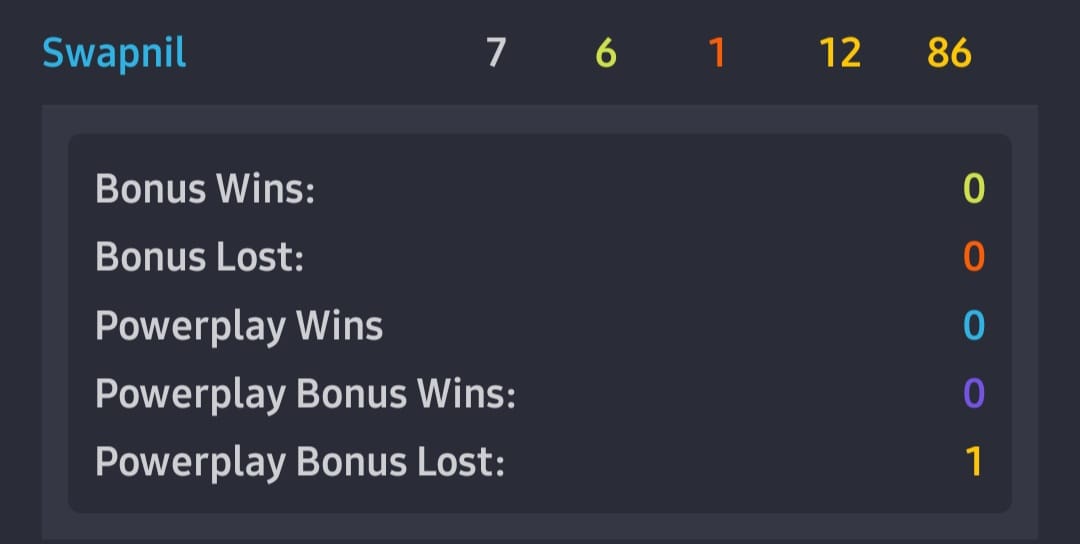 Swapnil 7 6 1 12 86
Bonus Wins: 0
Bonus Lost: 0
Powerplay Wins 0
Powerplay Bonus Wins: 0
Powerplay Bonus Lost: 1